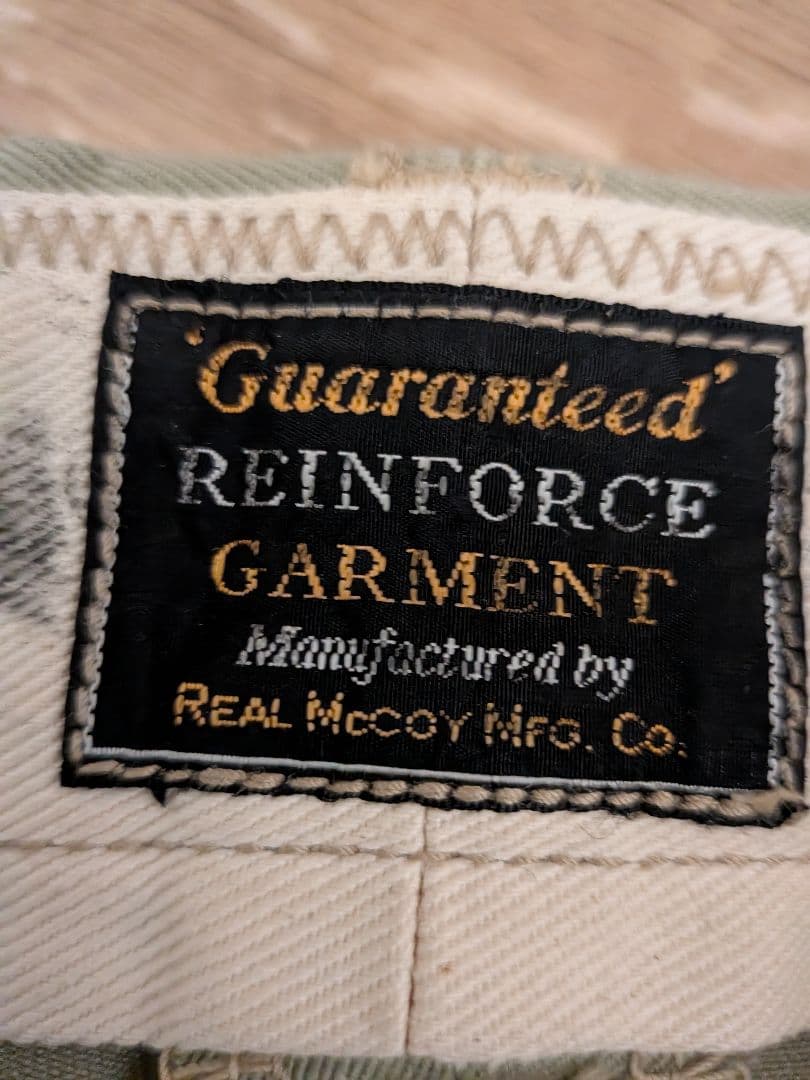 'Guaranteed'
REINFORCE
GARMENT
Manufactured by
REAL MCCOY MFG. CO.